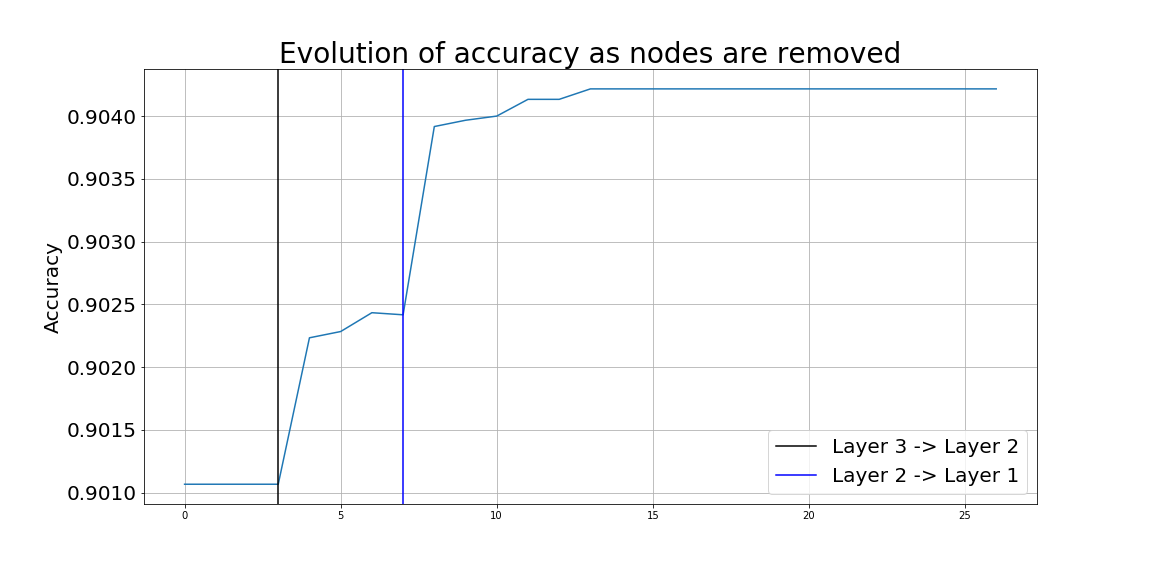 Evolution of accuracy as nodes are removed
Accuracy
0.9040
0.9035
0.9030
0.9025
0.9020
0.9015
0.9010
0 5 10 15 20 25
Layer 3 -> Layer 2
Layer 2 -> Layer 1